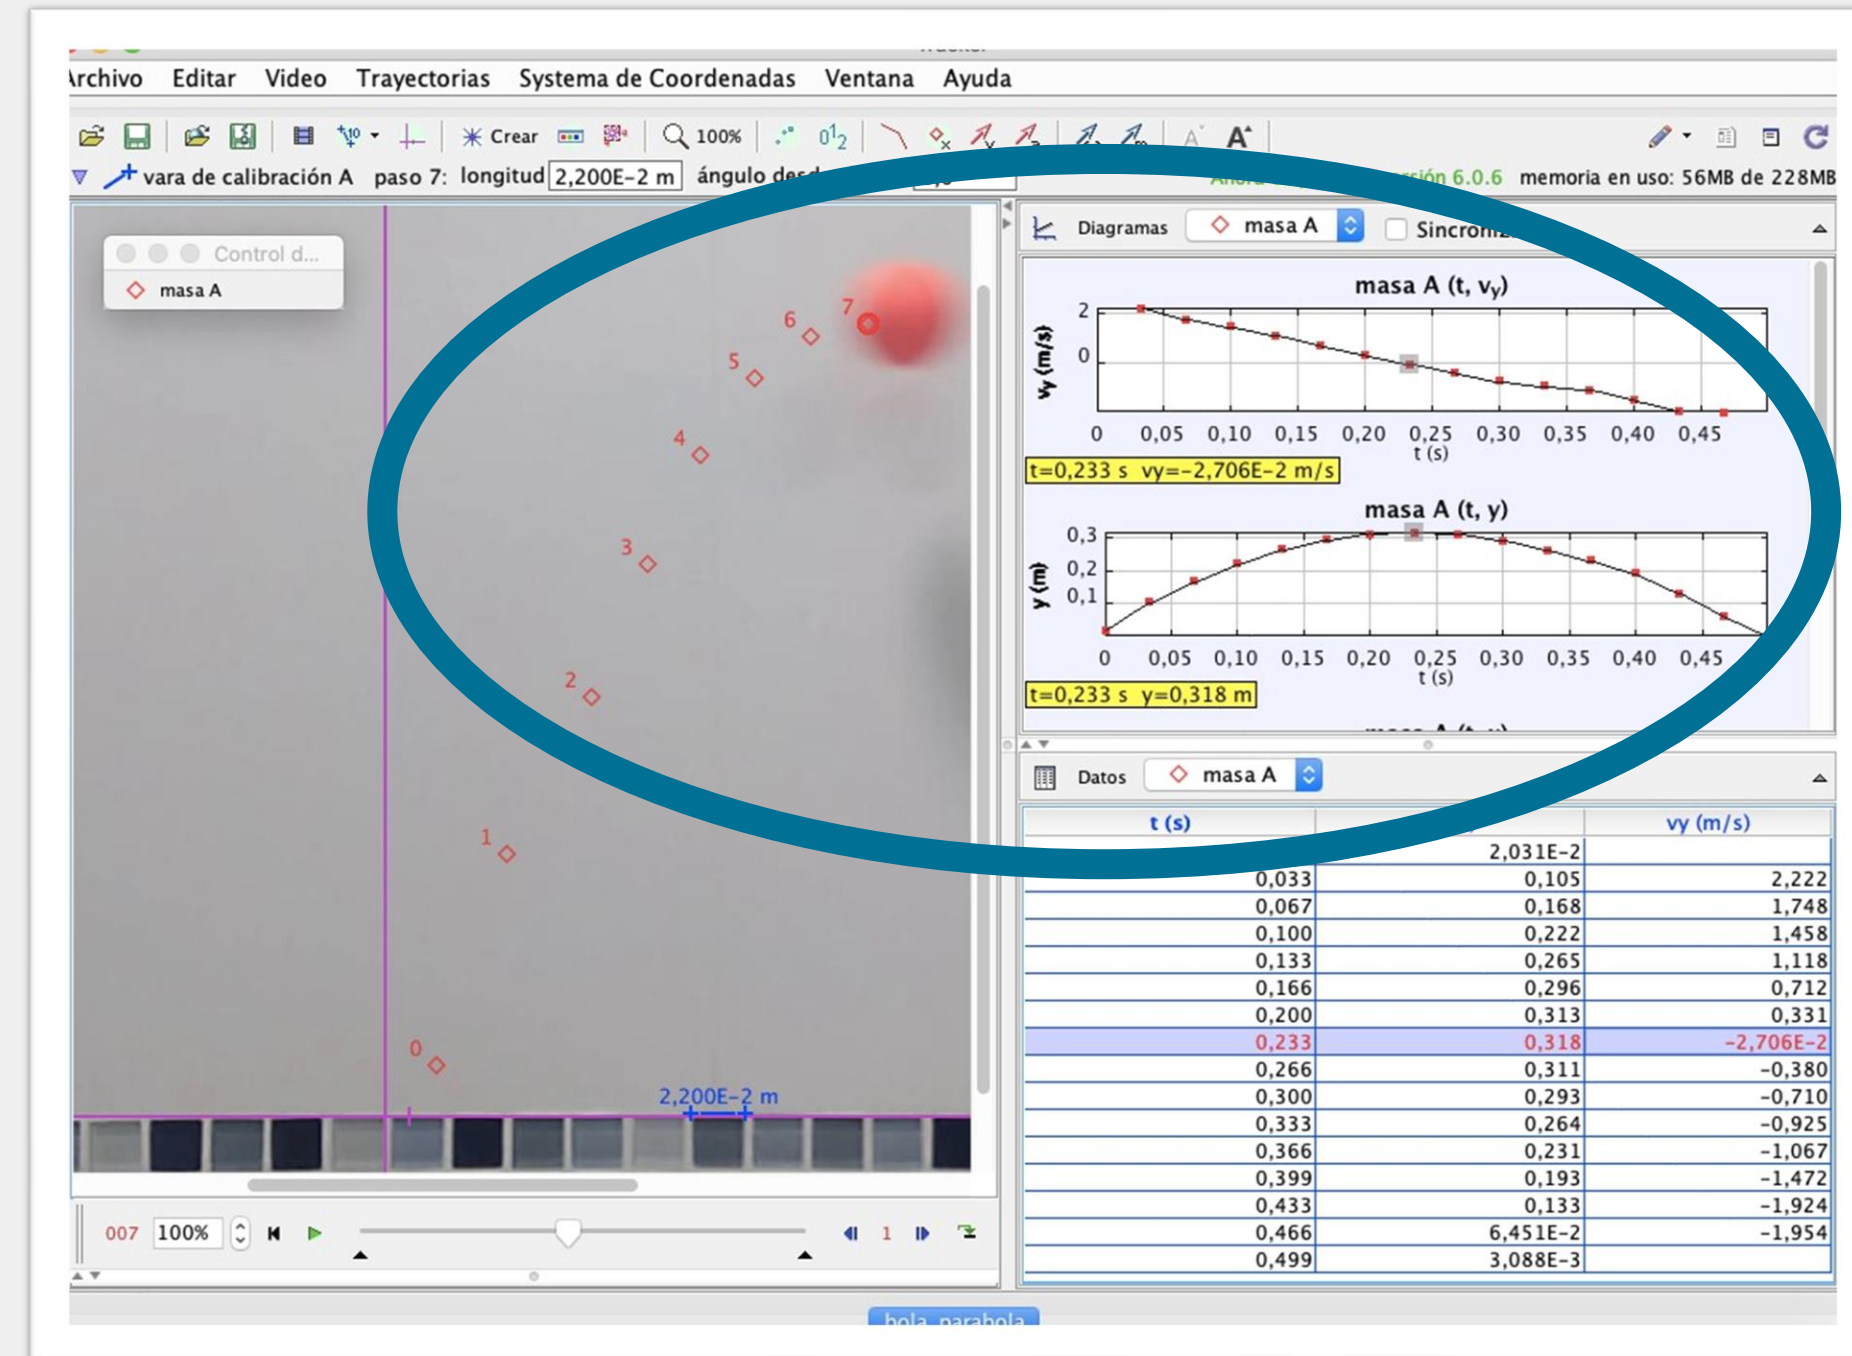 Archivo Editar Video Trayectorias Systema de Coordenadas Ventana Ayuda
Crear 100%
vara de calibración A paso 7: longitud 2,200E-2 m ángulo 6.0.6 memoria en uso: 56MB de 228MB
Control d...
masa A
7
6
5
4
3
2
1
0
2,200E-2 m
007 100% 1
Diagramas masa A
masa A (t, vy)
vy (m/s)
2
0
0 0,05 0,10 0,15 0,20 0,25 0,30 0,35 0,40 0,45
t (s)
t=0,233 s vy=-2,706E-2 m/s
masa A (t, y)
y (m)
0,3
0,2
0,1
0 0,05 0,10 0,15 0,20 0,25 0,30 0,35 0,40 0,45
t (s)
t=0,233 s y=0,318 m
Datos masa A
t (s) vy (m/s)
2,031E-2
0,033 0,105 2,222
0,067 0,168 1,748
0,100 0,222 1,458
0,133 0,265 1,118
0,166 0,296 0,712
0,200 0,313 0,331
0,233 0,318 -2,706E-2
0,266 0,311 -0,380
0,300 0,293 -0,710
0,333 0,264 -0,925
0,366 0,231 -1,067
0,399 0,193 -1,472
0,433 0,133 -1,924
0,466 6,451E-2 -1,954
0,499 3,088E-3
bola_parabola